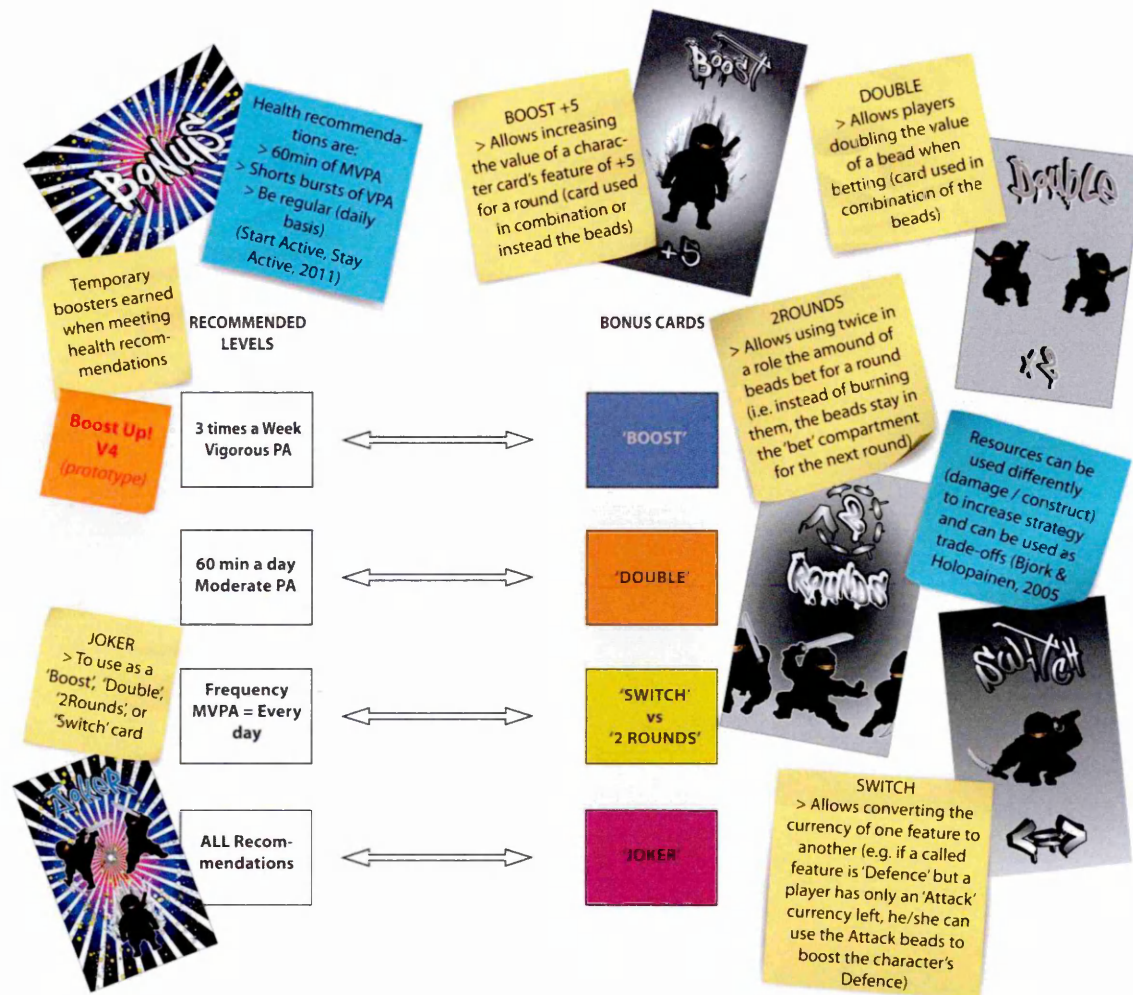 BONUS
Health recommenda-
tions are:
> 60min of MVPA
> Shorts bursts of VPA
> Be regular (daily
basis)
(Start Active, Stay
Active, 2011)
BOOST +5
> Allows increasing
the value of a charac-
ter card's feature of +5
for a round (card used
in combination or
instead the beads)
BOOST
+5
DOUBLE
> Allows players
doubling the value
of a bead when
betting (card used in
combination of the
beads)
Double
x2
Temporary
boosters earned
when meeting
health recom-
mendations
RECOMMENDED
LEVELS
BONUS CARDS
2ROUNDS
> Allows using twice in
a role the amound of
beads bet for a round
(i.e. instead of burning
them, the beads stay in
the 'bet' compartment
for the next round)
Boost Up!
V4
(prototype)
3 times a Week
Vigorous PA
'BOOST'
Resources can be
used differently
(damage / construct)
to increase strategy
and can be used as
trade-offs (Bjork &
Holopainen, 2005
60 min a day
Moderate PA
'DOUBLE'
ROUNDS
JOKER
> To use as a
'Boost', 'Double',
'2Rounds', or
'Switch' card
Frequency
MVPA = Every
day
'SWITCH'
vs
'2 ROUNDS'
SWITCH
JOKER
ALL Recom-
mendations
'JOKER'
SWITCH
> Allows converting the
currency of one feature to
another (e.g. if a called
feature is 'Defence' but a
player has only an 'Attack'
currency left, he/she can
use the Attack beads to
boost the character's
Defence)